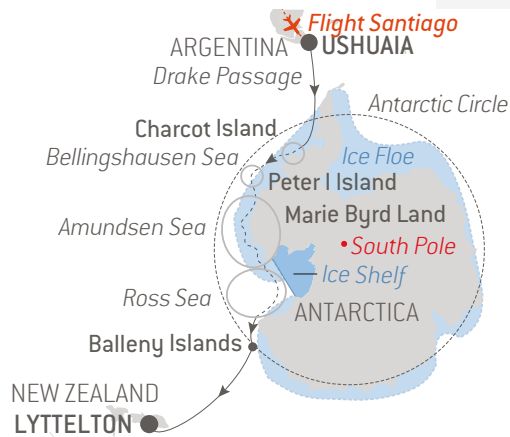 Flight Santiago
ARGENTINA USHUAIA
Drake Passage
Antarctic Circle
Charcot Island
Bellingshausen Sea
Ice Floe
Peter I Island
Marie Byrd Land
Amundsen Sea
South Pole
Ice Shelf
Ross Sea
ANTARCTICA
Balleny Islands
NEW ZEALAND
LYTTELTON